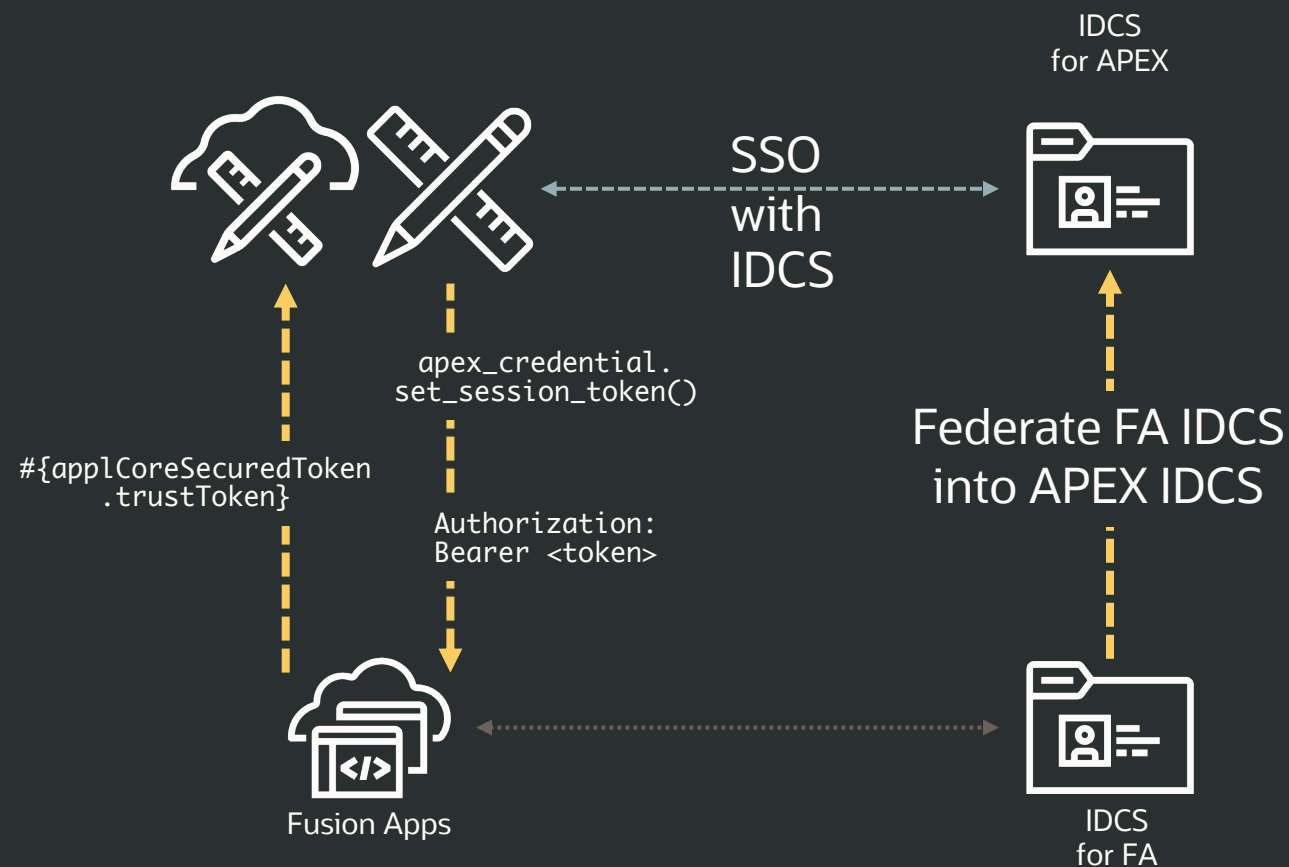 IDCS
for APEX
SSO
with
IDCS
apex_credential.
set_session_token()
#{applCoreSecuredToken
.trustToken}
Federate FA IDCS
into APEX IDCS
Authorization:
Bearer <token>
</>
Fusion Apps
IDCS
for FA